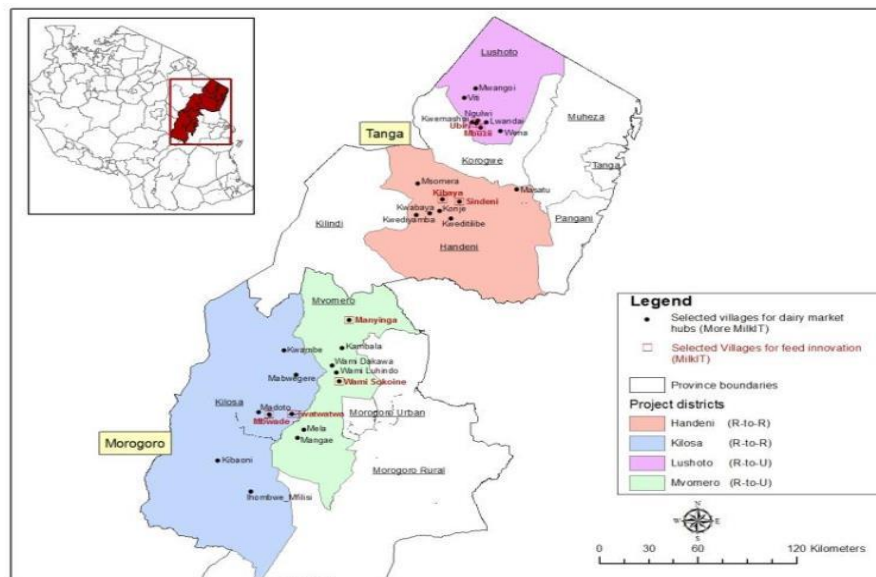 Lushoto
Mwangoi
Viti
Ngulwi
Kwemashai
Lwandai
Ubiri
Mbuzii
Wena
Muheza
Tanga
Korogwe
Tanga
Msomera
Masatu
Kibaya
Sindeni
Kwabaya
Konje
Kwediyamba
Kweditilibe
Pangani
Kilindi
Handeni
Mvomero
Manyinga
Kambala
Kwambe
Wami Dakawa
Wami Luhindo
Mabwegere
Wami Sokoine
Kilosa
Madoto
Mbwade
Twatwatwa
Morogoro Urban
Mela
Mangae
Morogoro
Kibaoni
Morogoro Rural
Ihombwe_Mfilisi
Legend
Selected villages for dairy market
hubs (More MilkIT)
Selected Villages for feed innovation
(MilkIT)
Province boundaries
Project districts
Handeni (R-to-R)
Kilosa (R-to-R)
Lushoto (R-to-U)
Mvomero (R-to-U)
N
W E
S
0 30 60 120 Kilometers